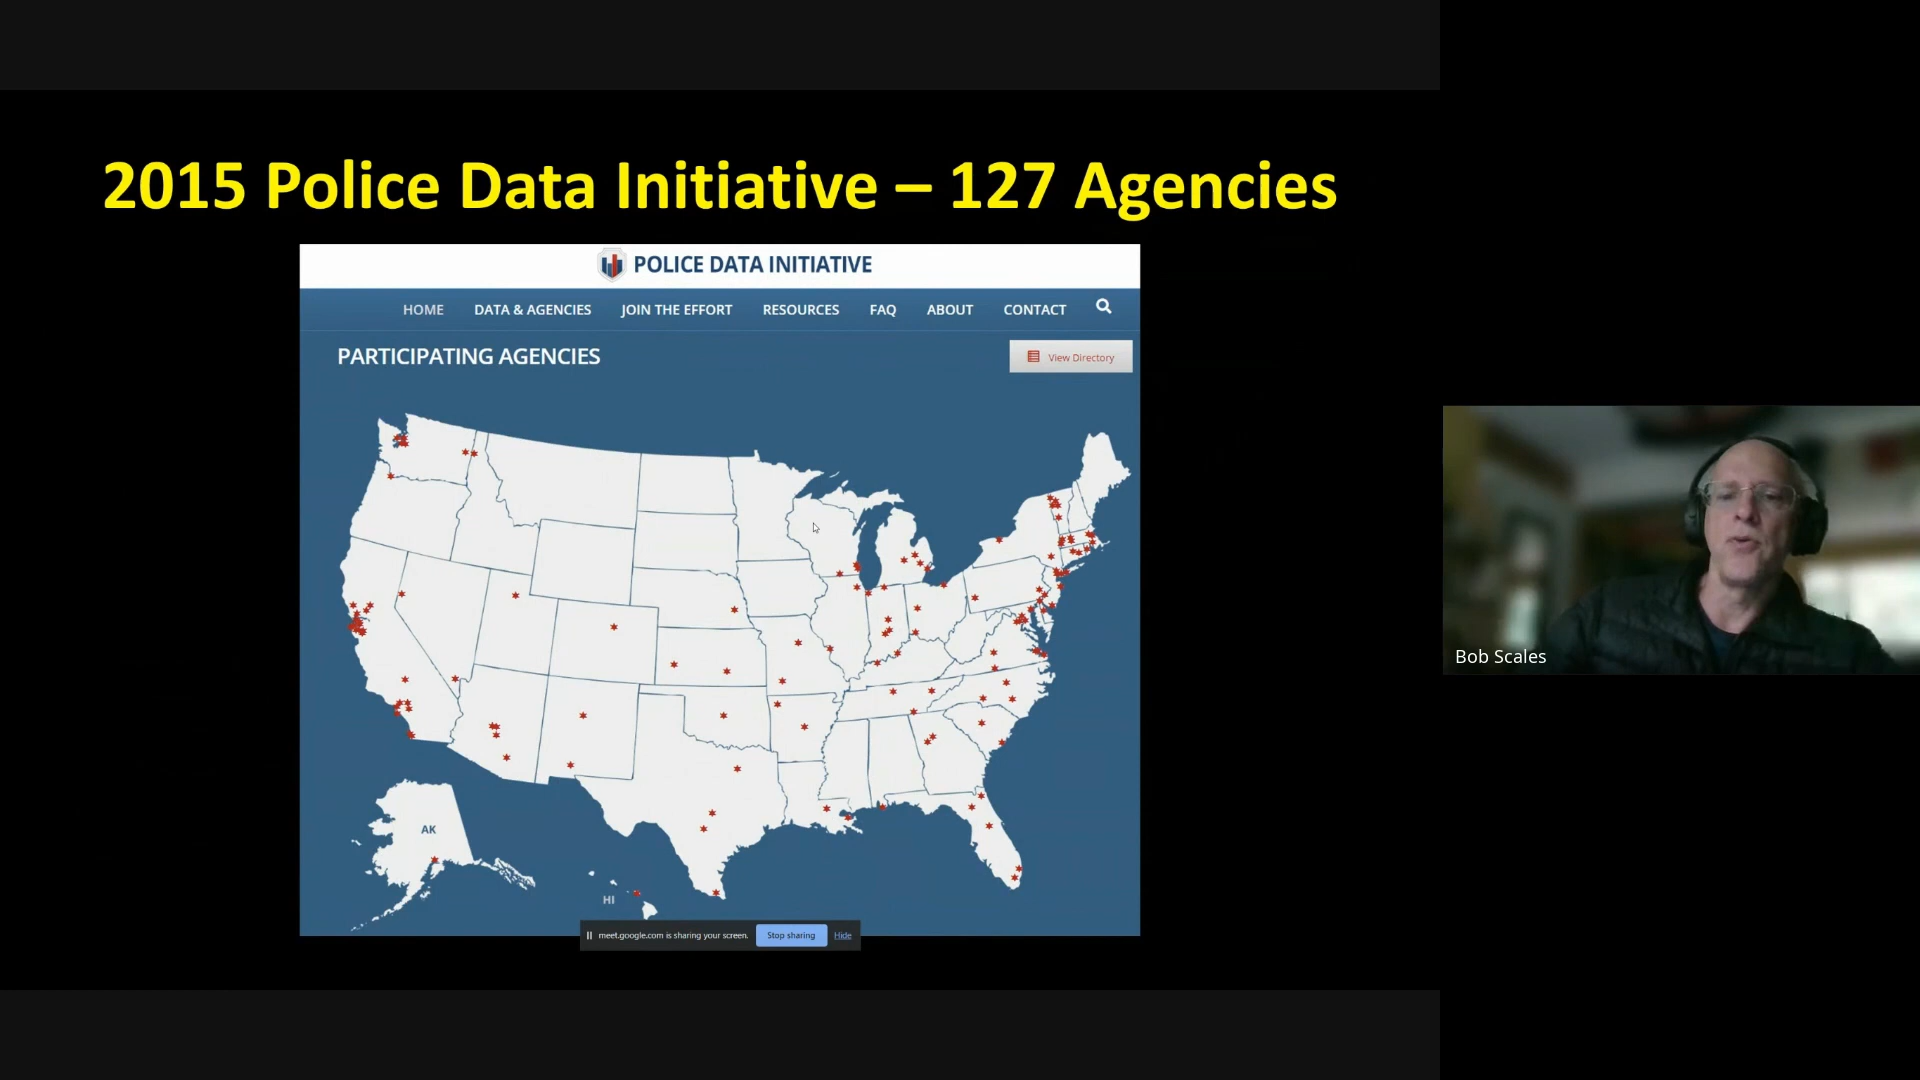 2015 Police Data Initiative – 127 Agencies
POLICE DATA INITIATIVE
HOME DATA & AGENCIES JOIN THE EFFORT RESOURCES FAQ ABOUT CONTACT
PARTICIPATING AGENCIES
View Directory
Bob Scales
AK
HI
meet.google.com is sharing your screen. Stop sharing Hide